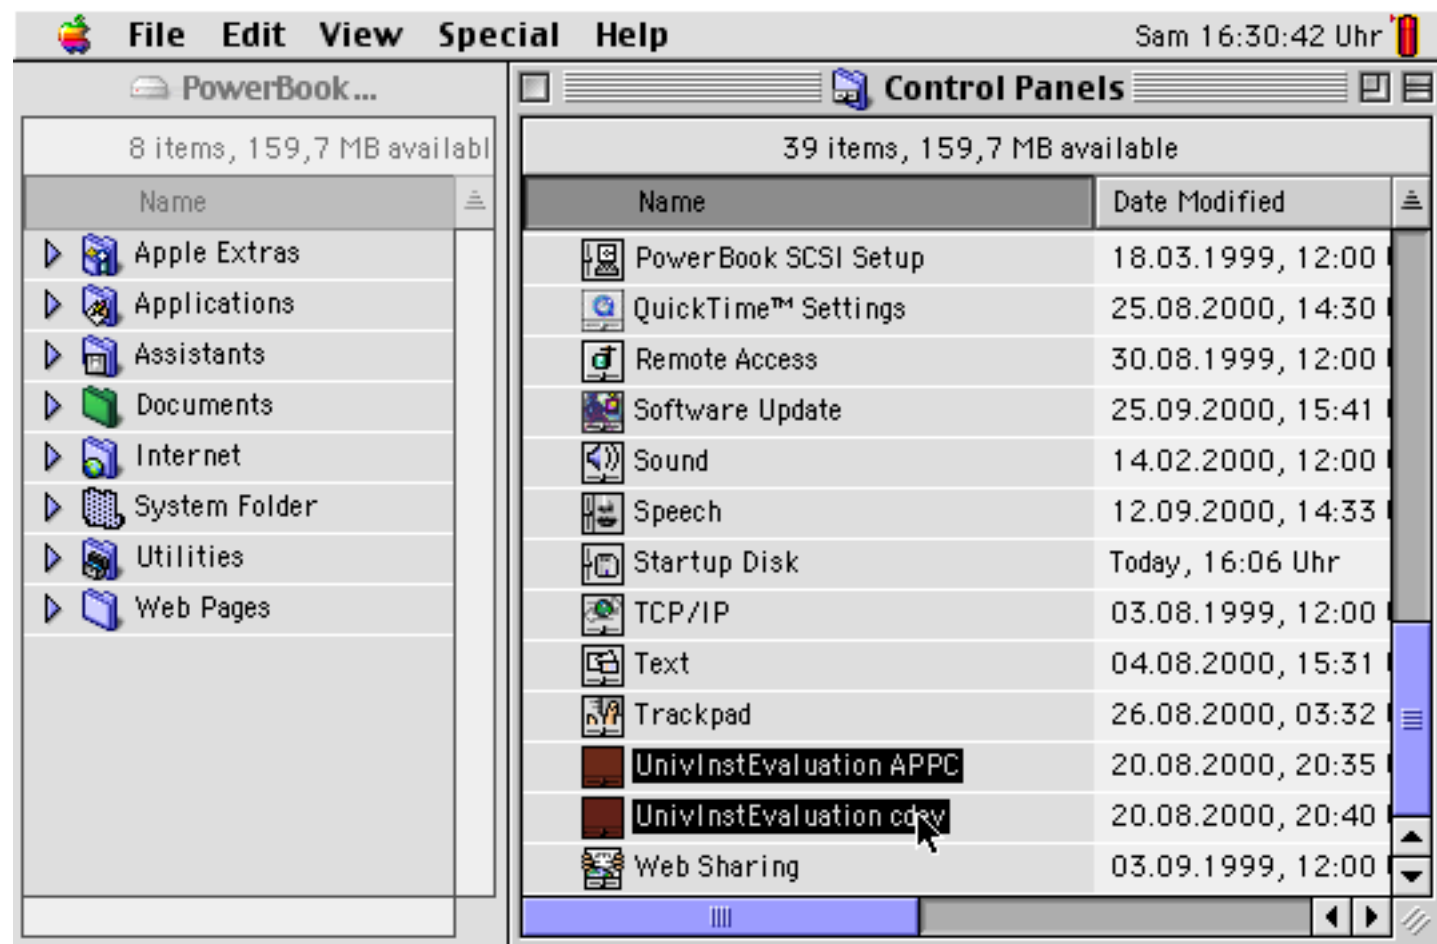 File Edit View Special Help Sam 16:30:42 Uhr
PowerBook...
8 items, 159,7 MB availabl
Name
Apple Extras
Applications
Assistants
Documents
Internet
System Folder
Utilities
Web Pages
Control Panels
39 items, 159,7 MB available
Name Date Modified
PowerBook SCSI Setup 18.03.1999, 12:00
QuickTime™ Settings 25.08.2000, 14:30
Remote Access 30.08.1999, 12:00
Software Update 25.09.2000, 15:41
Sound 14.02.2000, 12:00
Speech 12.09.2000, 14:33
Startup Disk Today, 16:06 Uhr
TCP/IP 03.08.1999, 12:00
Text 04.08.2000, 15:31
Trackpad 26.08.2000, 03:32
UnivInstEvaluation APPC 20.08.2000, 20:35
UnivInstEvaluation cdev 20.08.2000, 20:40
Web Sharing 03.09.1999, 12:00